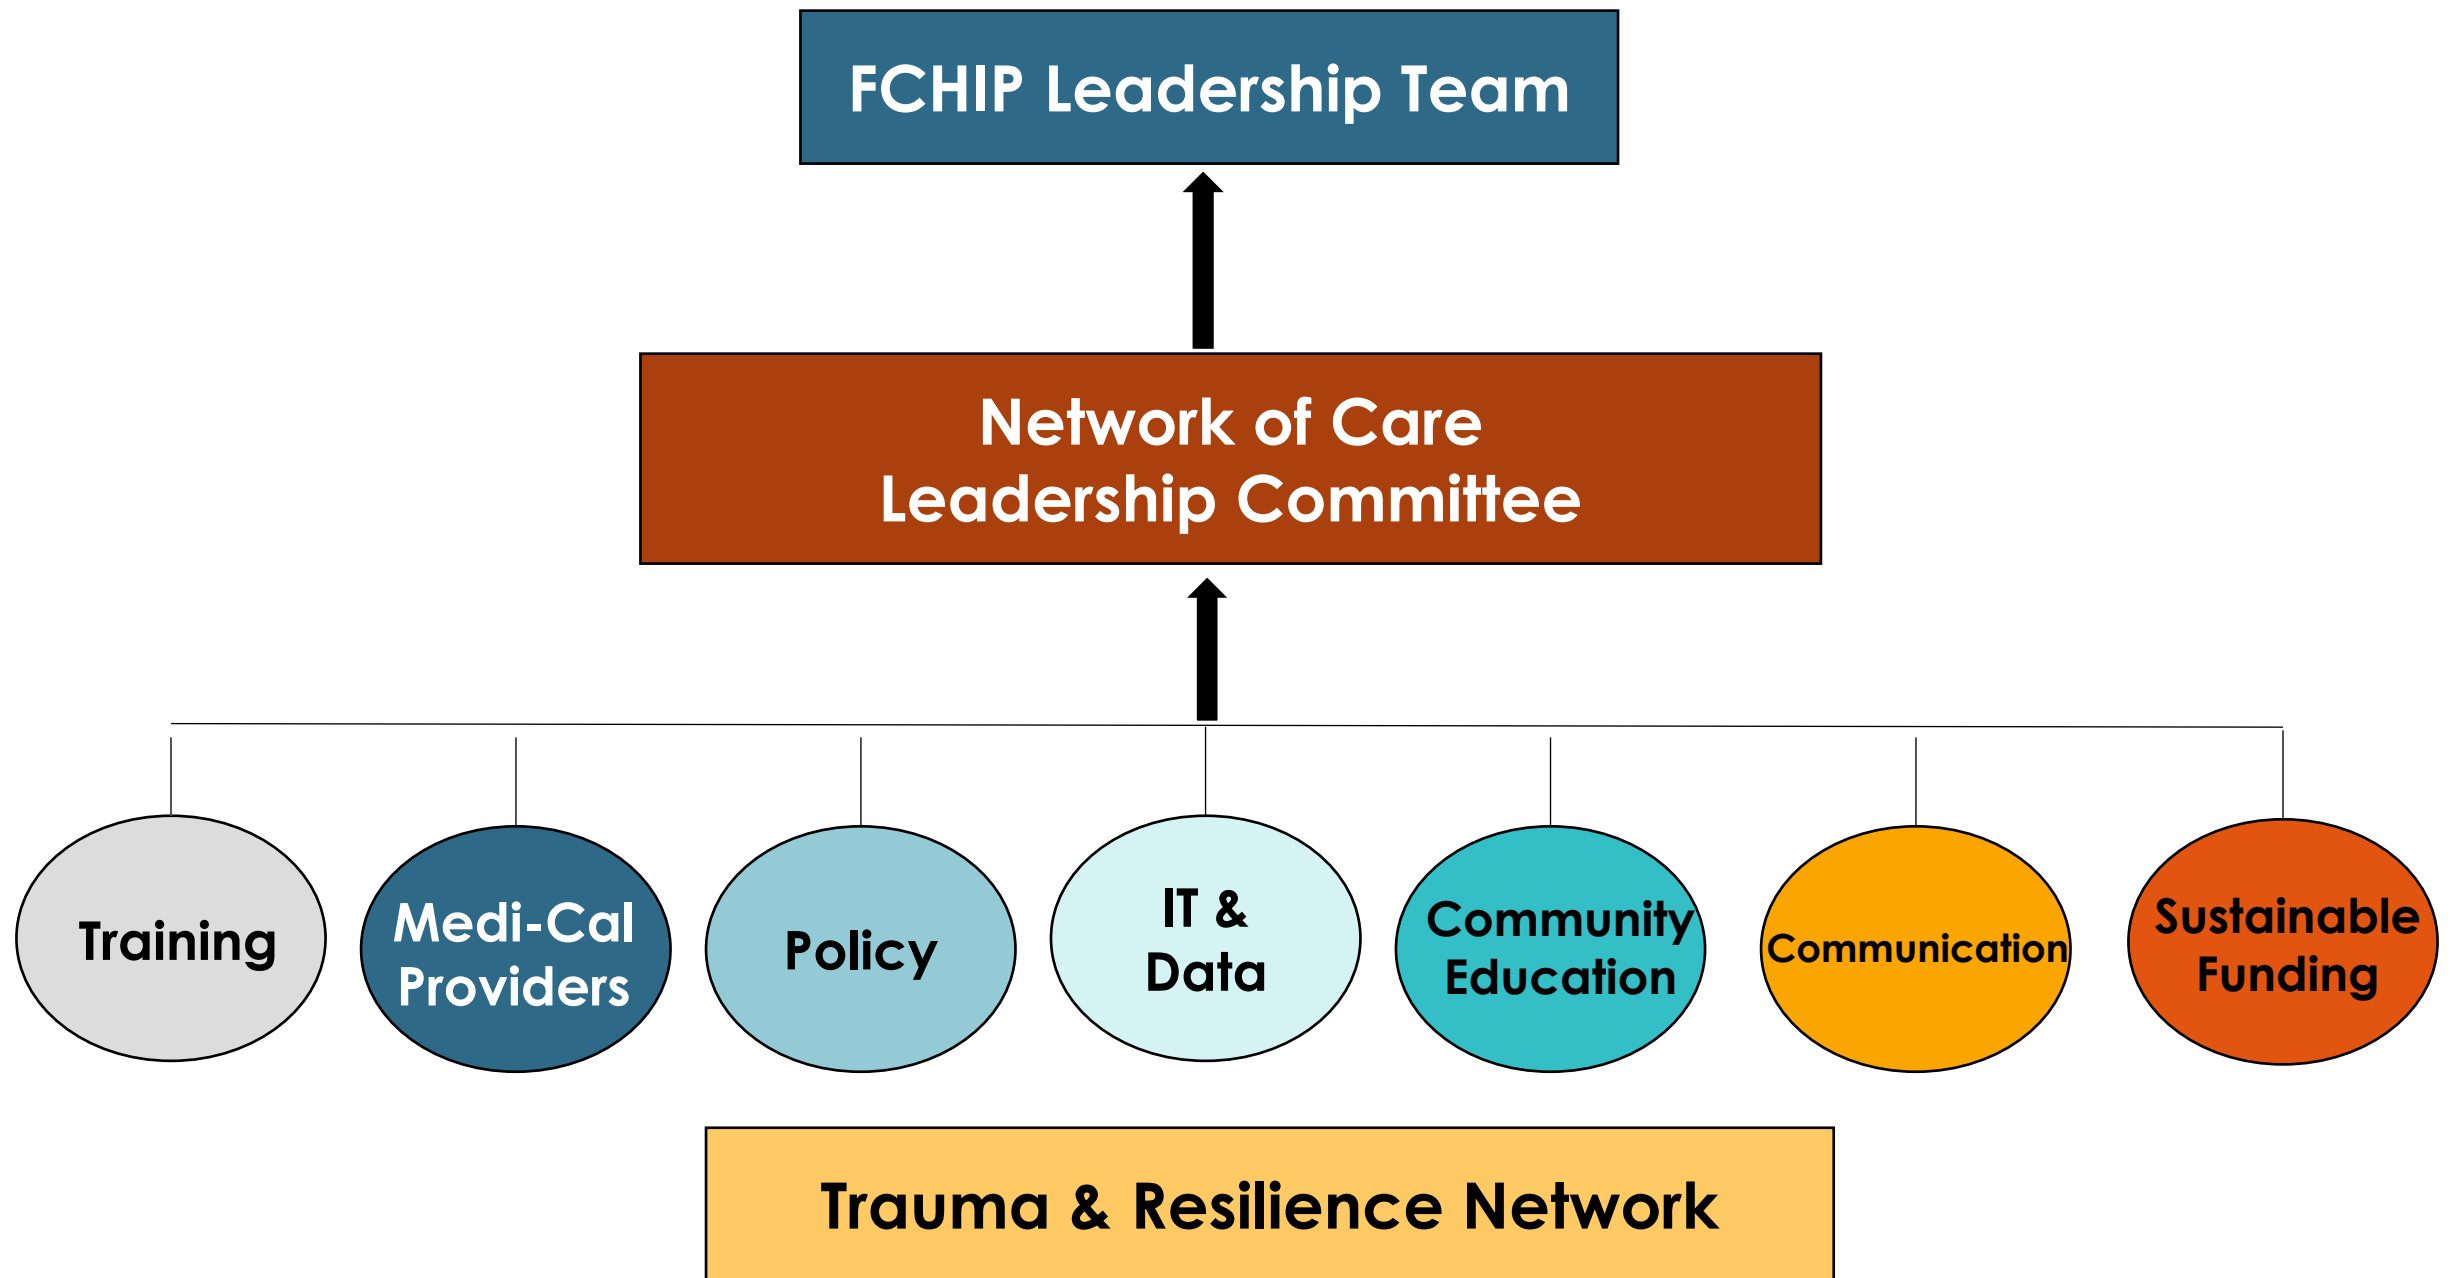 FCHIP Leadership Team
Network of Care
Leadership Committee
Training
Medi-Cal
Providers
Policy
IT &
Data
Community
Education
Communication
Sustainable
Funding
Trauma & Resilience Network